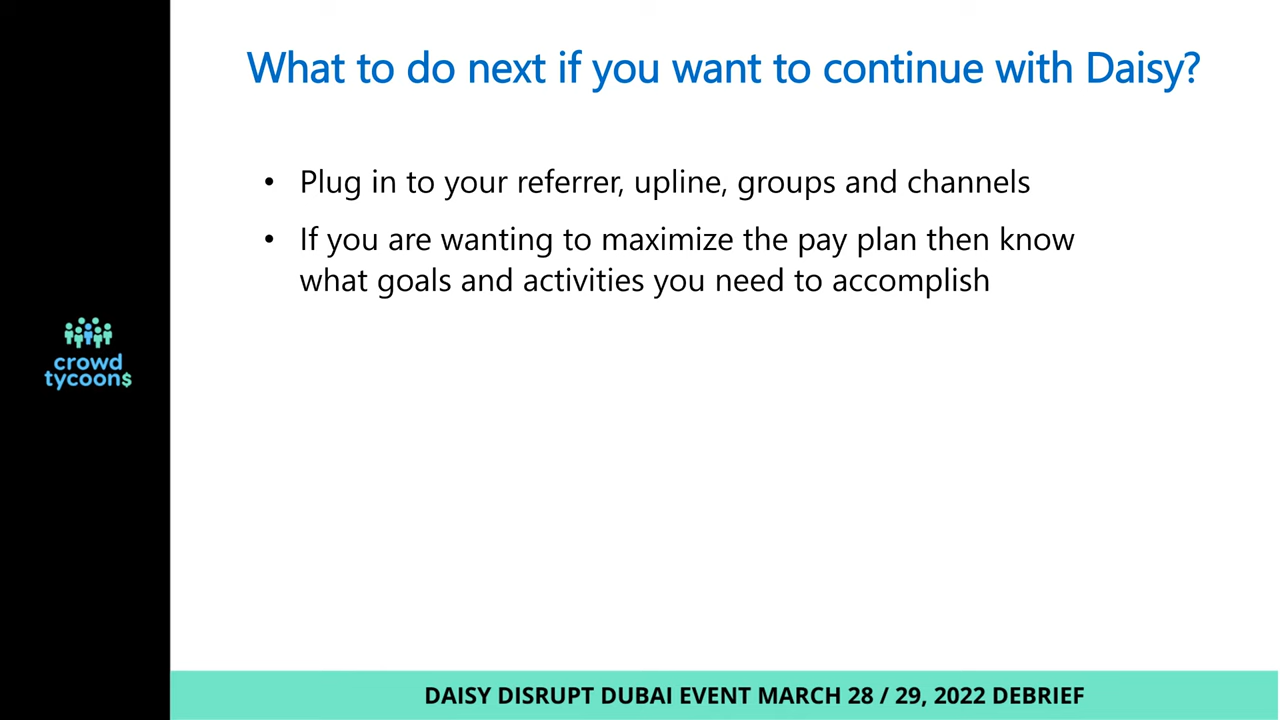 What to do next if you want to continue with Daisy?
• Plug in to your referrer, upline, groups and channels
• If you are wanting to maximize the pay plan then know
what goals and activities you need to accomplish
crowd
tycoon$
DAISY DISRUPT DUBAI EVENT MARCH 28 / 29, 2022 DEBRIEF